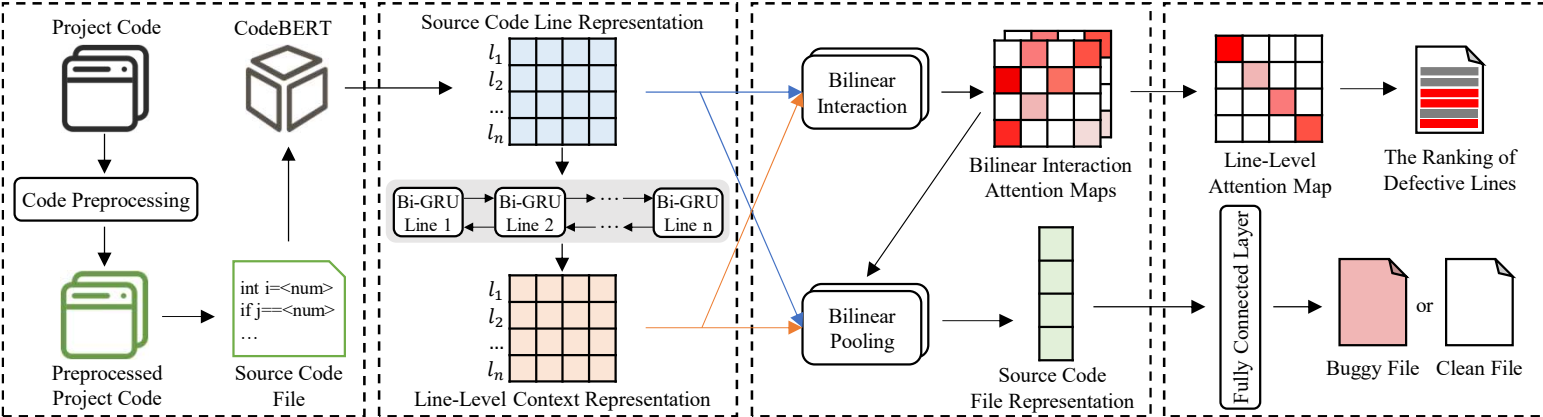 Project Code
CodeBERT
Code Preprocessing
Preprocessed
Project Code
int i=<num>
if j==<num>
…
Source Code
File
Source Code Line Representation
l1
l2
...
ln
Bi-GRU
Line 1
Bi-GRU
Line 2
…
…
Bi-GRU
Line n
l1
l2
...
ln
Line-Level Context Representation
Bilinear
Interaction
Bilinear Interaction
Attention Maps
Bilinear
Pooling
Source Code
File Representation
Line-Level
Attention Map
The Ranking of
Defective Lines
Fully Connected Layer
Buggy File
or
Clean File